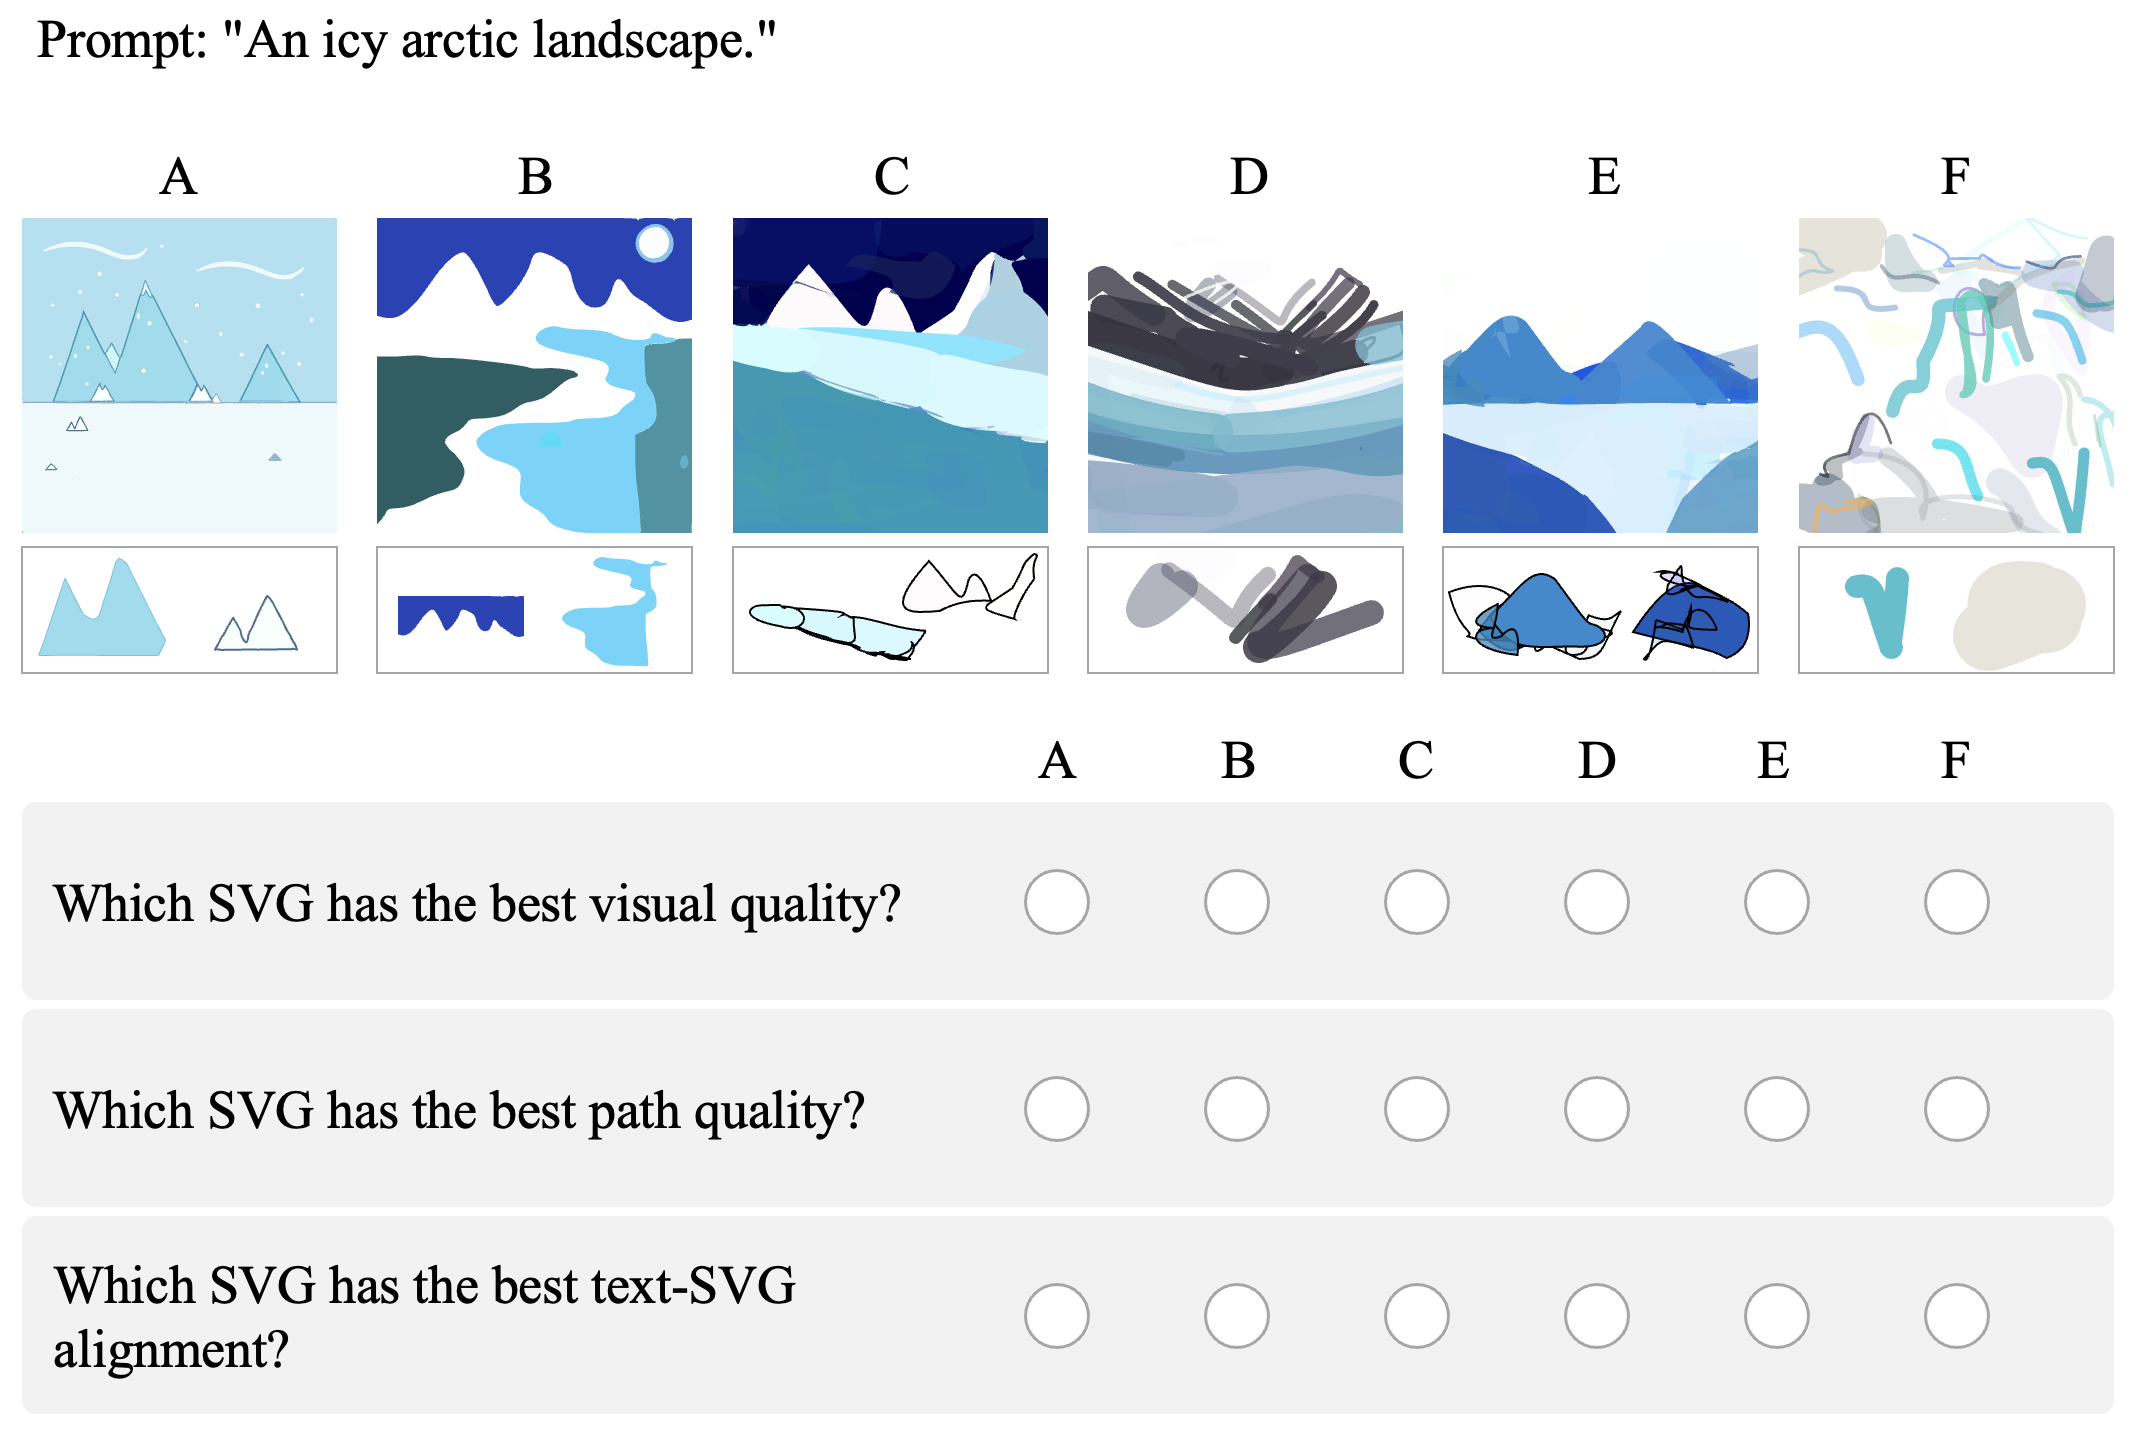 Prompt: "An icy arctic landscape."
A B C D E F
A B C D E F
Which SVG has the best visual quality?
Which SVG has the best path quality?
Which SVG has the best text-SVG
alignment?